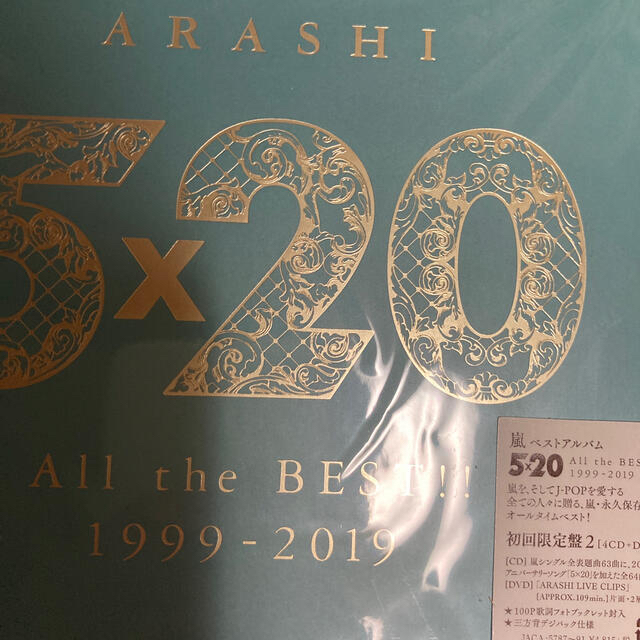 ARASHI
5x20
All the BEST!!
1999-2019
嵐 ベストアルバム
5×20 All the BES
1999-2019
嵐を、そしてJ-POPを愛する
全ての人々に贈る、嵐・永久保存
オールタイムベスト!
初回限定盤2 [4CD+D
[CD] 嵐シングル全表題曲63曲に、20
アニバーサリーソング「5×20」を加えた全64
[DVD]「ARASHI LIVE CLIPS」
[APPROX.109min.] 片面・2層
★100P歌詞フォトブックレット封入
★三方背デジパック仕様
JACA-5787~91